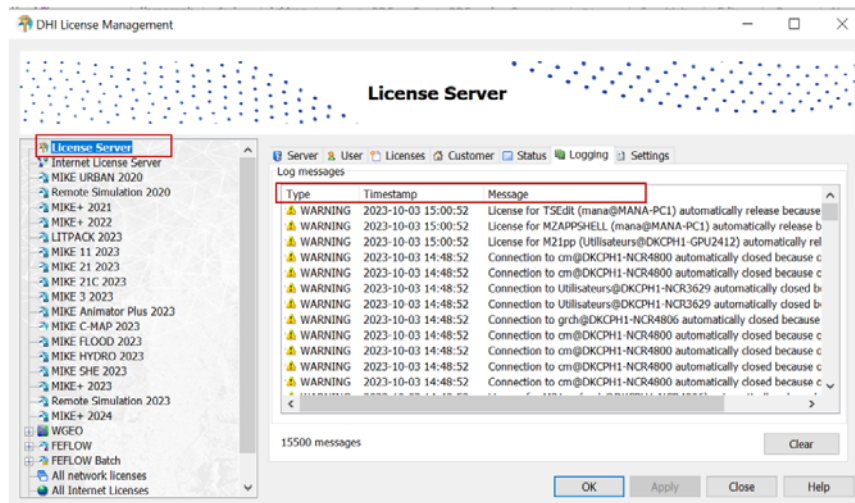 DHI License Management
License Server
License Server
Internet License Server
MIKE URBAN 2020
Remote Simulation 2020
MIKE+ 2021
MIKE+ 2022
LITPACK 2023
MIKE 11 2023
MIKE 21 2023
MIKE 21C 2023
MIKE 3 2023
MIKE Animator Plus 2023
MIKE C-MAP 2023
MIKE FLOOD 2023
MIKE HYDRO 2023
MIKE SHE 2023
MIKE+ 2023
Remote Simulation 2023
MIKE+ 2024
WGEO
FEFLOW
FEFLOW Batch
All network licenses
All Internet Licenses
Server User Licenses Customer Status Logging Settings
Log messages
Type Timestamp Message
WARNING 2023-10-03 15:00:52 License for TSEdit (mana@MANA-PC1) automatically release because
WARNING 2023-10-03 15:00:52 License for MZAPPSHELL (mana@MANA-PC1) automatically release b
WARNING 2023-10-03 15:00:52 License for M21pp (Utilisateurs@DKCPH1-GPU2412) automatically rel
WARNING 2023-10-03 14:48:52 Connection to cm@DKCPH1-NCR4800 automatically closed because o
WARNING 2023-10-03 14:48:52 Connection to cm@DKCPH1-NCR4800 automatically closed because o
WARNING 2023-10-03 14:48:52 Connection to Utilisateurs@DKCPH1-NCR3629 automatically closed b
WARNING 2023-10-03 14:48:52 Connection to Utilisateurs@DKCPH1-NCR3629 automatically closed b
WARNING 2023-10-03 14:48:52 Connection to grch@DKCPH1-NCR4806 automatically closed because
WARNING 2023-10-03 14:48:52 Connection to cm@DKCPH1-NCR4800 automatically closed because o
WARNING 2023-10-03 14:48:52 Connection to cm@DKCPH1-NCR4800 automatically closed because o
WARNING 2023-10-03 14:48:52 Connection to cm@DKCPH1-NCR4800 automatically closed because o
WARNING 2023-10-03 14:48:52 Connection to cm@DKCPH1-NCR4800 automatically closed because o
15500 messages
Clear
OK Apply Close Help